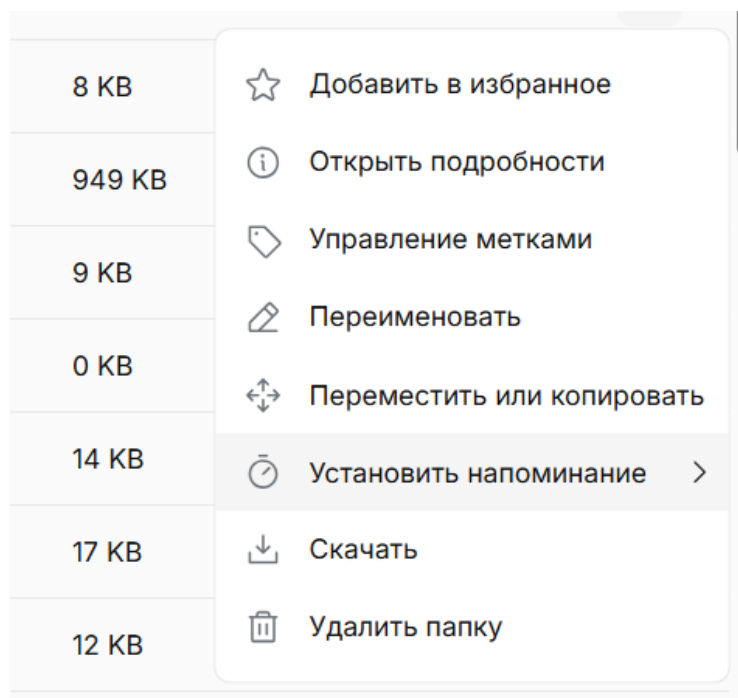 8 KB
949 KB
9 KB
0 KB
14 KB
17 KB
12 KB
Добавить в избранное
Открыть подробности
Управление метками
Переименовать
Переместить или копировать
Установить напоминание
Скачать
Удалить папку